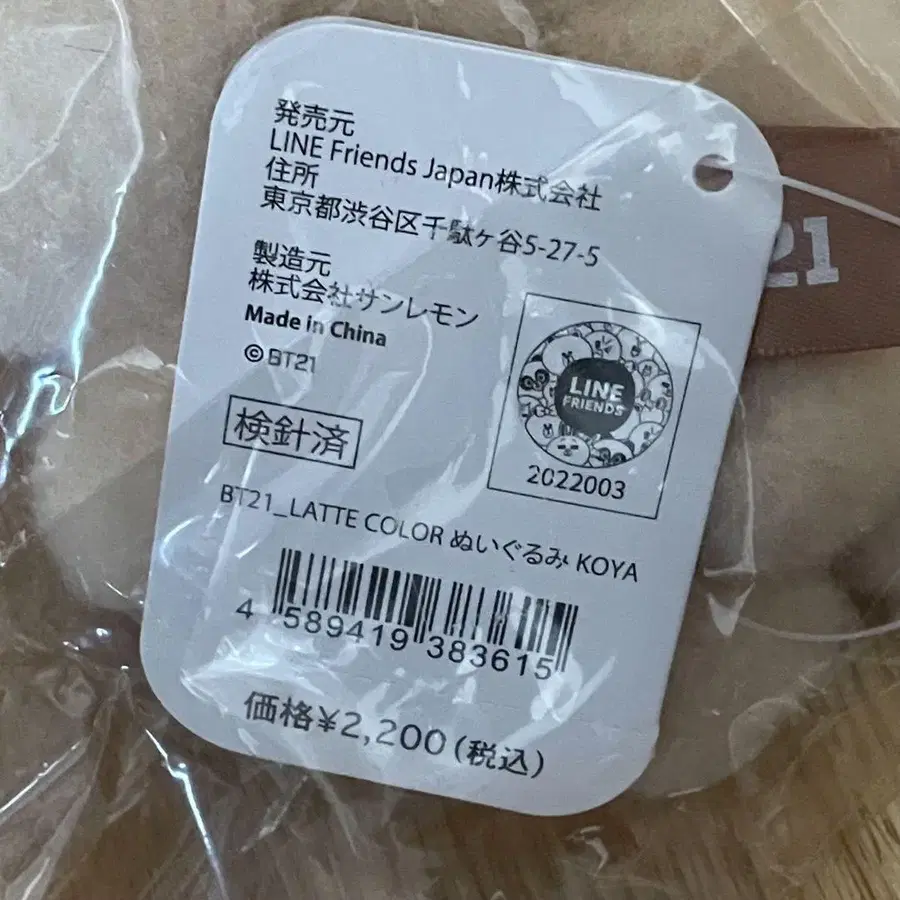 発売元
LINE Friends Japan株式会社
住所
東京都渋谷区千駄ヶ谷5-27-5
製造元
株式会社サンレモン
Made in China
©BT21
検針済
LINE
FRIENDS
2022003
BT21_LATTE COLOR ぬいぐるみ KOYA
4 589419 383615
価格¥2,200(税込)
21